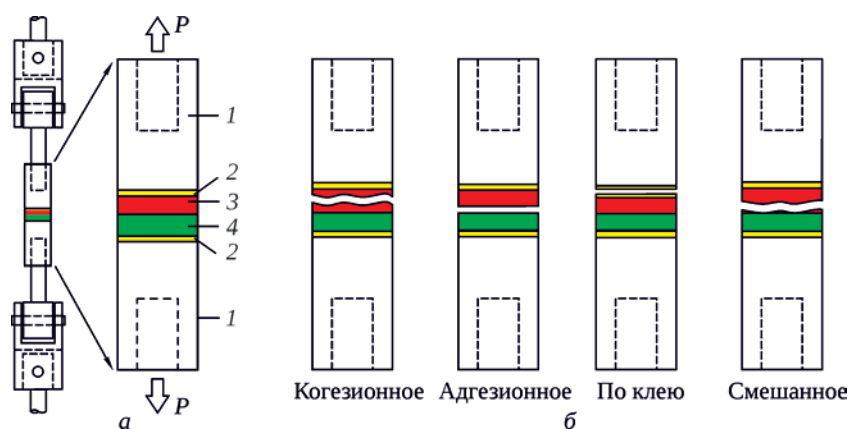 P
1
2
3
4
2
1
P
а
Когезионное
Адгезионное
По клею
Смешанное
б